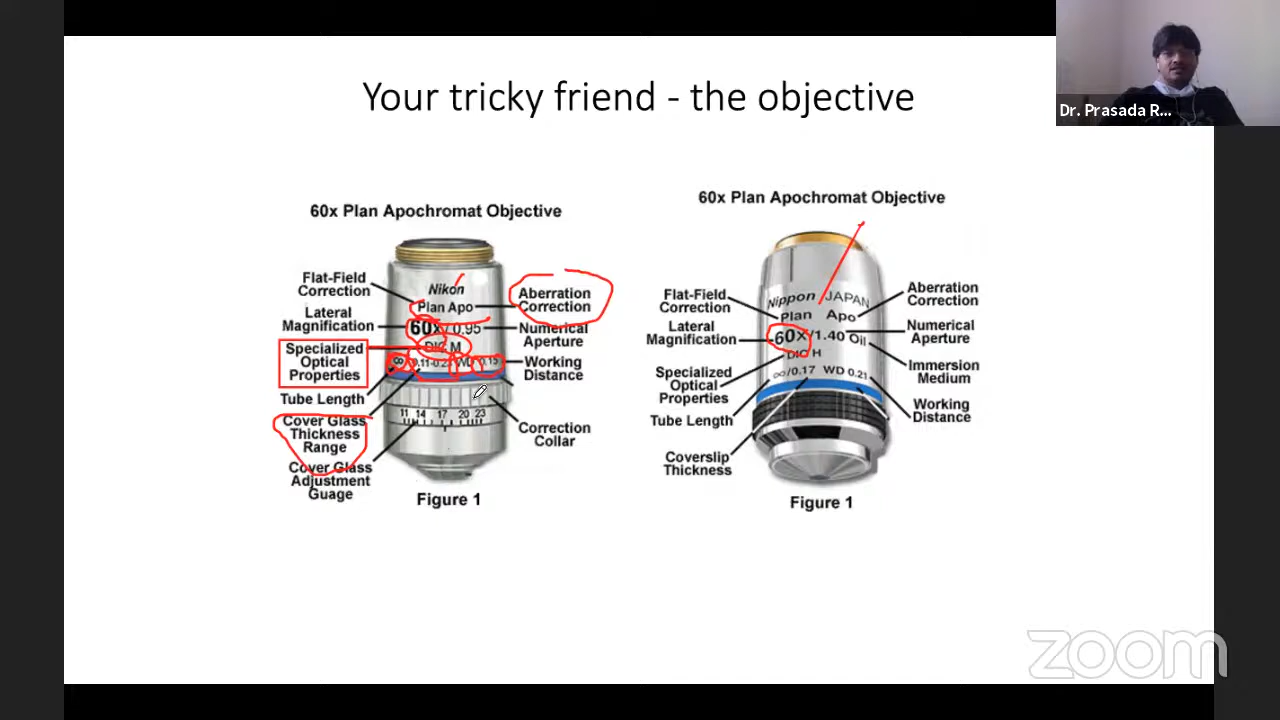 Your tricky friend - the objective
Dr. Prasada R...
60x Plan Apochromat Objective
Flat-Field
Correction
Lateral
Magnification
Specialized
Optical
Properties
Tube Length
Cover Glass
Thickness
Range
Cover Glass
Adjustment
Guage
Nikon
Plan Apo
60x/0.95
DIC M
∞
WD
0.15
11 14 17 20 23
Aberration
Correction
Numerical
Aperture
Working
Distance
Correction
Collar
Figure 1
60x Plan Apochromat Objective
Flat-Field
Correction
Lateral
Magnification
Specialized
Optical
Properties
Tube Length
Coverslip
Thickness
Nippon JAPAN
Plan Apo
60X/1.40 Oil
DIC H
∞/0.17 WD 0.21
Aberration
Correction
Numerical
Aperture
Immersion
Medium
Working
Distance
Figure 1
zoom